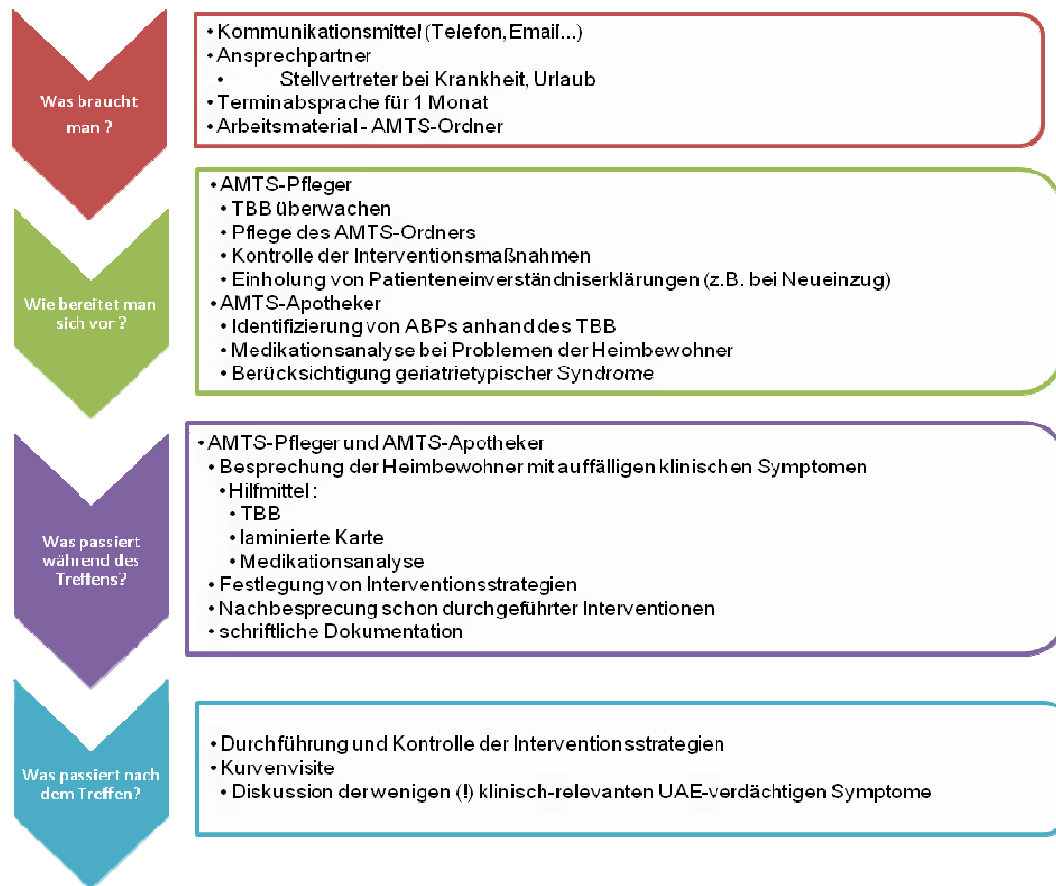 Was braucht
man ?
• Kommunikationsmittel (Telefon, Email...)
• Ansprechpartner
• Stellvertreter bei Krankheit, Urlaub
• Terminabsprache für 1 Monat
• Arbeitsmaterial - AMTS-Ordner
Wie bereitet man
sich vor ?
• AMTS-Pfleger
• TBB überwachen
• Pflege des AMTS-Ordners
• Kontrolle der Interventionsmaßnahmen
• Einholung von Patienteneinverständniserklärungen (z.B. bei Neueinzug)
• AMTS-Apotheker
• Identifizierung von ABPs anhand des TBB
• Medikationsanalyse bei Problemen der Heimbewohner
• Berücksichtigung geriatrietypischer Syndrome
Was passiert
während des
Treffens?
• AMTS-Pfleger und AMTS-Apotheker
• Besprechung der Heimbewohner mit auffälligen klinischen Symptomen
• Hilfmittel :
• TBB
• laminierte Karte
• Medikationsanalyse
• Festlegung von Interventionsstrategien
• Nachbesprecung schon durchgeführter Interventionen
• schriftliche Dokumentation
Was passiert nach
dem Treffen?
• Durchführung und Kontrolle der Interventionsstrategien
• Kurvenvisite
• Diskussion der wenigen (!) klinisch-relevanten UAE-verdächtigen Symptome